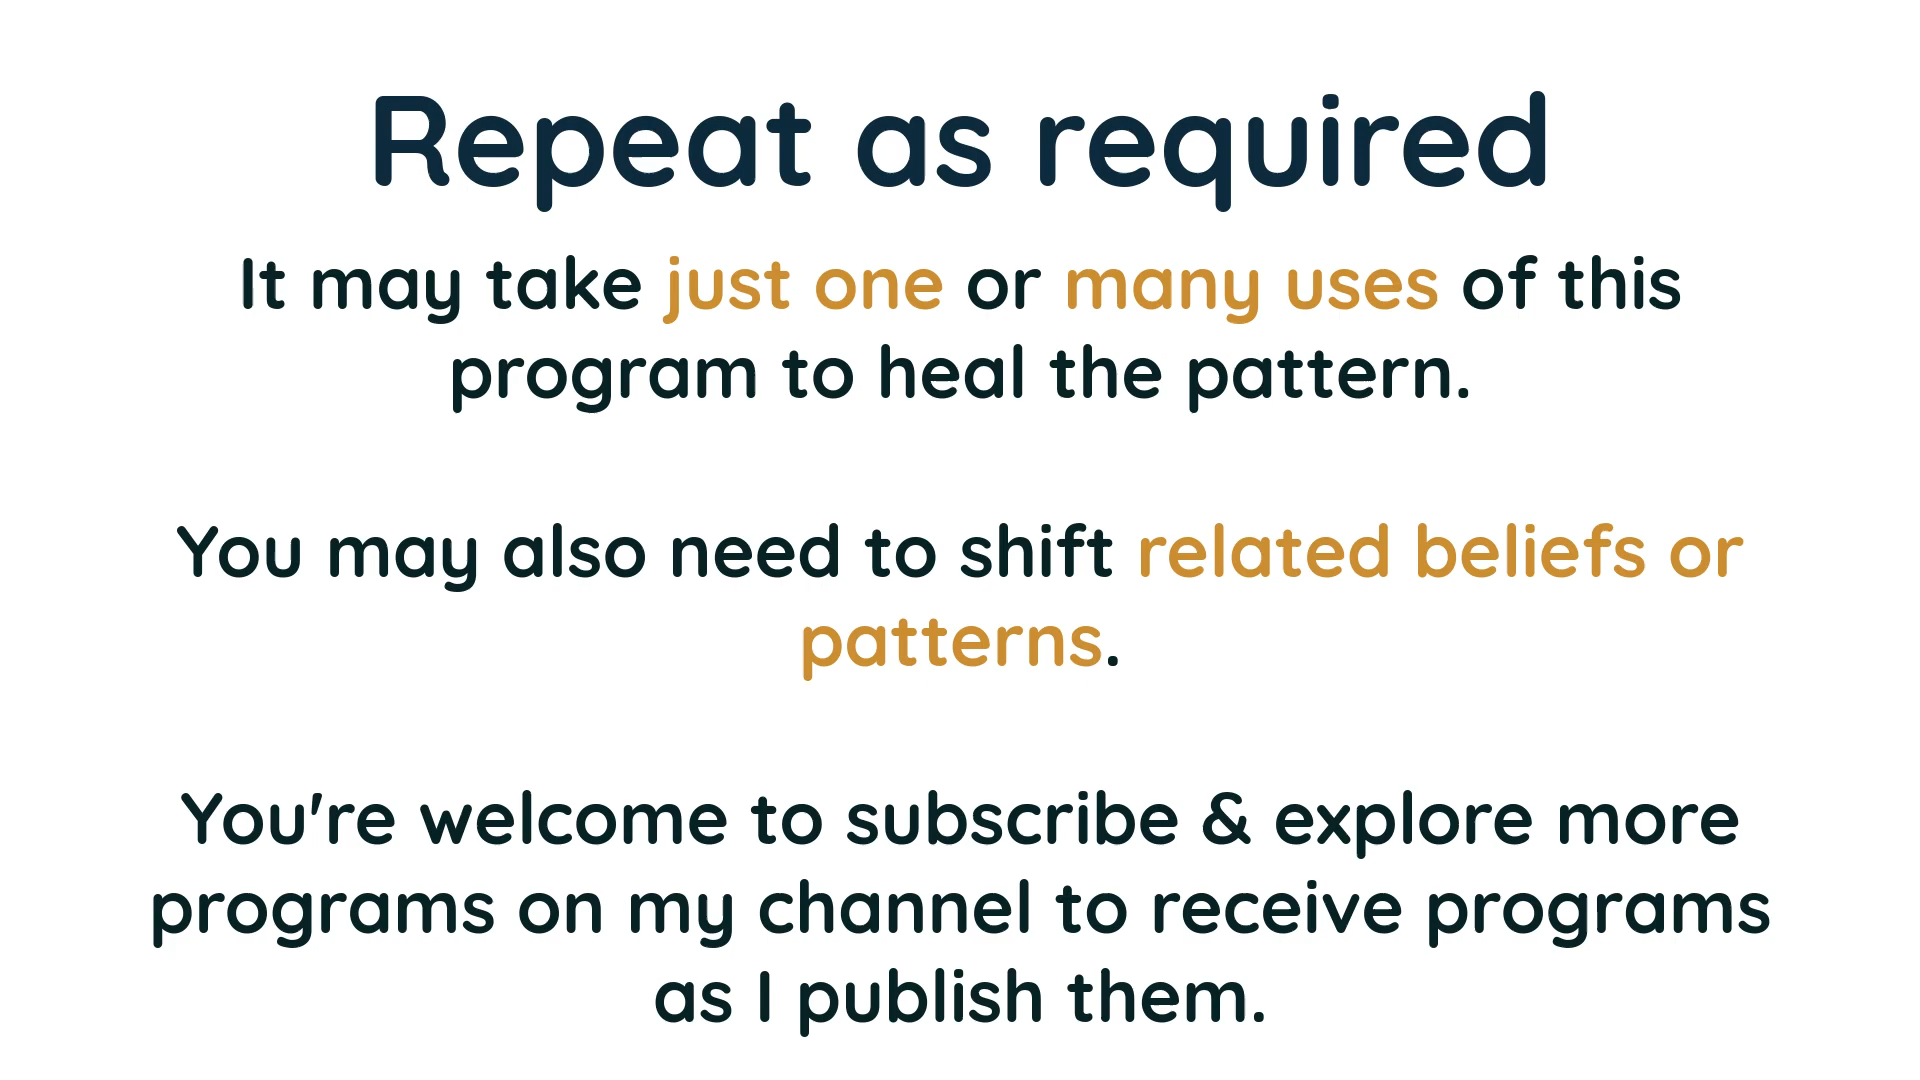 Repeat as required
It may take just one or many uses of this
program to heal the pattern.
You may also need to shift related beliefs or
patterns.
You're welcome to subscribe & explore more
programs on my channel to receive programs
as I publish them.